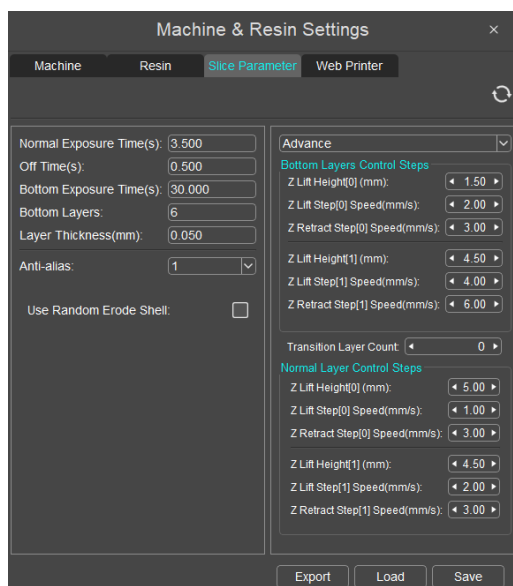 Machine & Resin Settings ×
Machine Resin Slice Parameter Web Printer
Normal Exposure Time(s): 3.500
Off Time(s): 0.500
Bottom Exposure Time(s): 30.000
Bottom Layers: 6
Layer Thickness(mm): 0.050
Anti-alias: 1
Use Random Erode Shell:
Advance
Bottom Layers Control Steps
Z Lift Height[0] (mm): 1.50
Z Lift Step[0] Speed(mm/s): 2.00
Z Retract Step[0] Speed(mm/s): 3.00
Z Lift Height[1] (mm): 4.50
Z Lift Step[1] Speed(mm/s): 4.00
Z Retract Step[1] Speed(mm/s): 6.00
Transition Layer Count: 0
Normal Layer Control Steps
Z Lift Height[0] (mm): 5.00
Z Lift Step[0] Speed(mm/s): 1.00
Z Retract Step[0] Speed(mm/s): 3.00
Z Lift Height[1] (mm): 4.50
Z Lift Step[1] Speed(mm/s): 2.00
Z Retract Step[1] Speed(mm/s): 3.00
Export Load Save